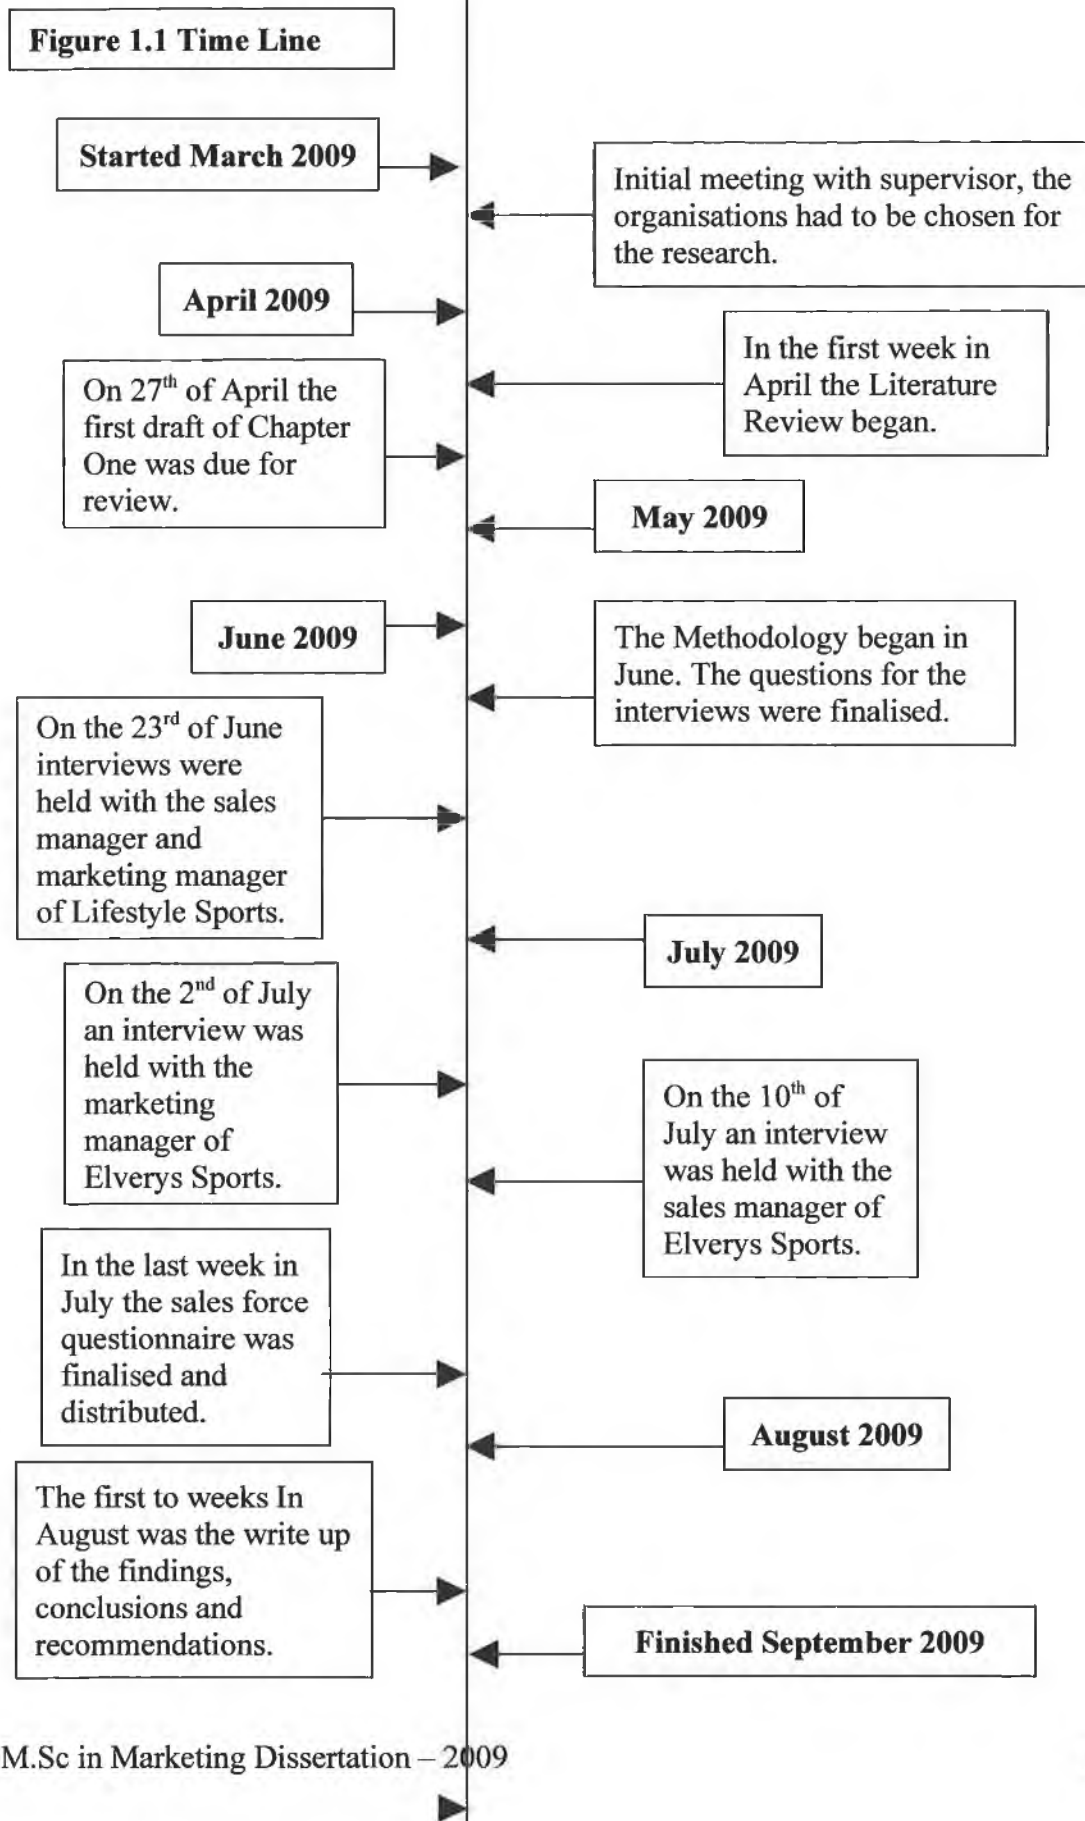 Figure 1.1 Time Line
Started March 2009
Initial meeting with supervisor, the
organisations had to be chosen for
the research.
April 2009
In the first week in
April the Literature
Review began.
On 27th of April the
first draft of Chapter
One was due for
review.
May 2009
June 2009
The Methodology began in
June. The questions for the
interviews were finalised.
On the 23rd of June
interviews were
held with the sales
manager and
marketing manager
of Lifestyle Sports.
July 2009
On the 2nd of July
an interview was
held with the
marketing
manager of
Elverys Sports.
On the 10th of
July an interview
was held with the
sales manager of
Elverys Sports.
In the last week in
July the sales force
questionnaire was
finalised and
distributed.
August 2009
The first to weeks In
August was the write up
of the findings,
conclusions and
recommendations.
Finished September 2009
M.Sc in Marketing Dissertation – 2009